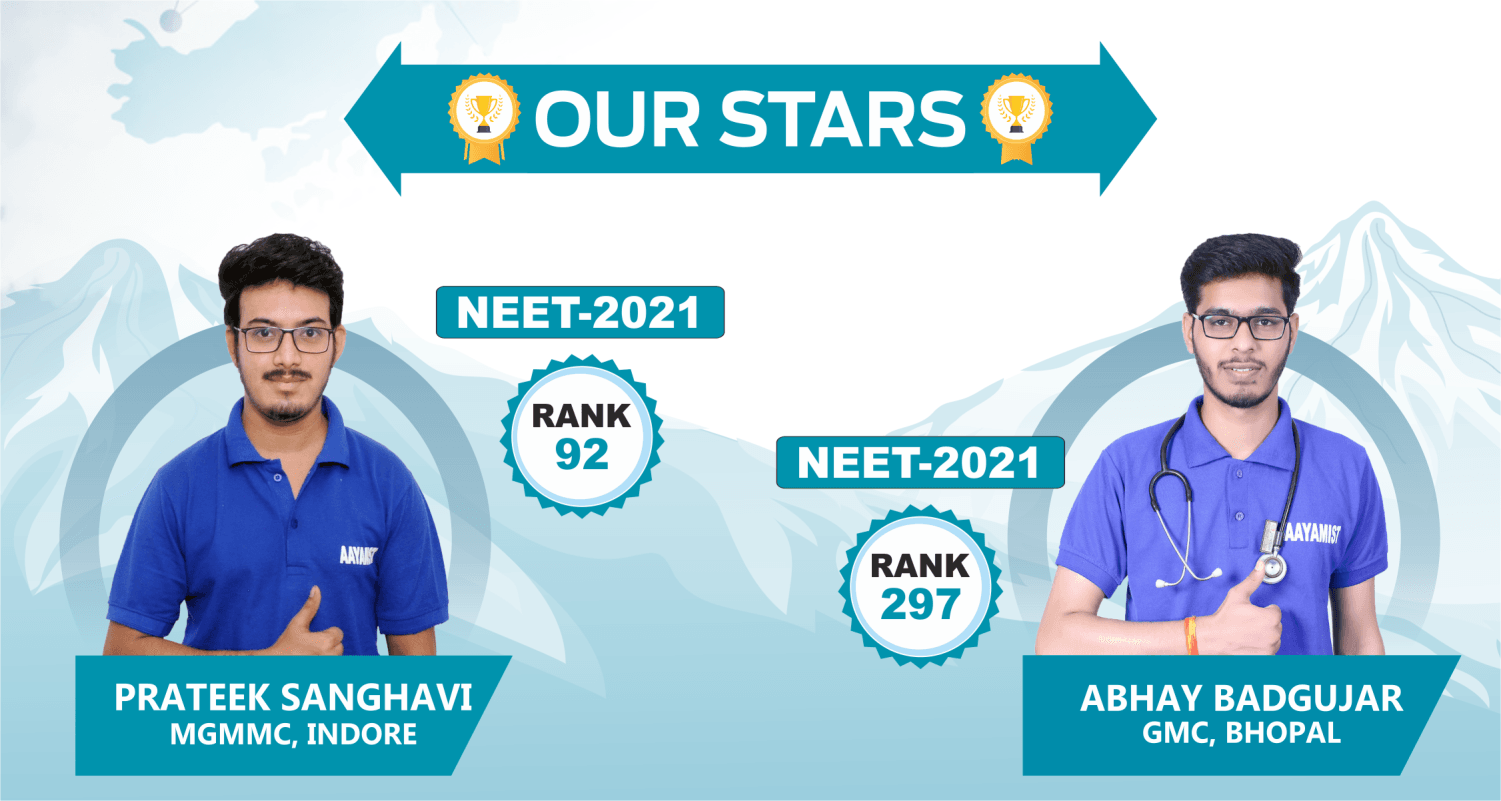 OUR STARS
NEET-2021
RANK
92
AAYAMIST
PRATEEK SANGHAVI
MGMMC, INDORE
NEET-2021
RANK
297
AAYAMIST
ABHAY BADGUJAR
GMC, BHOPAL